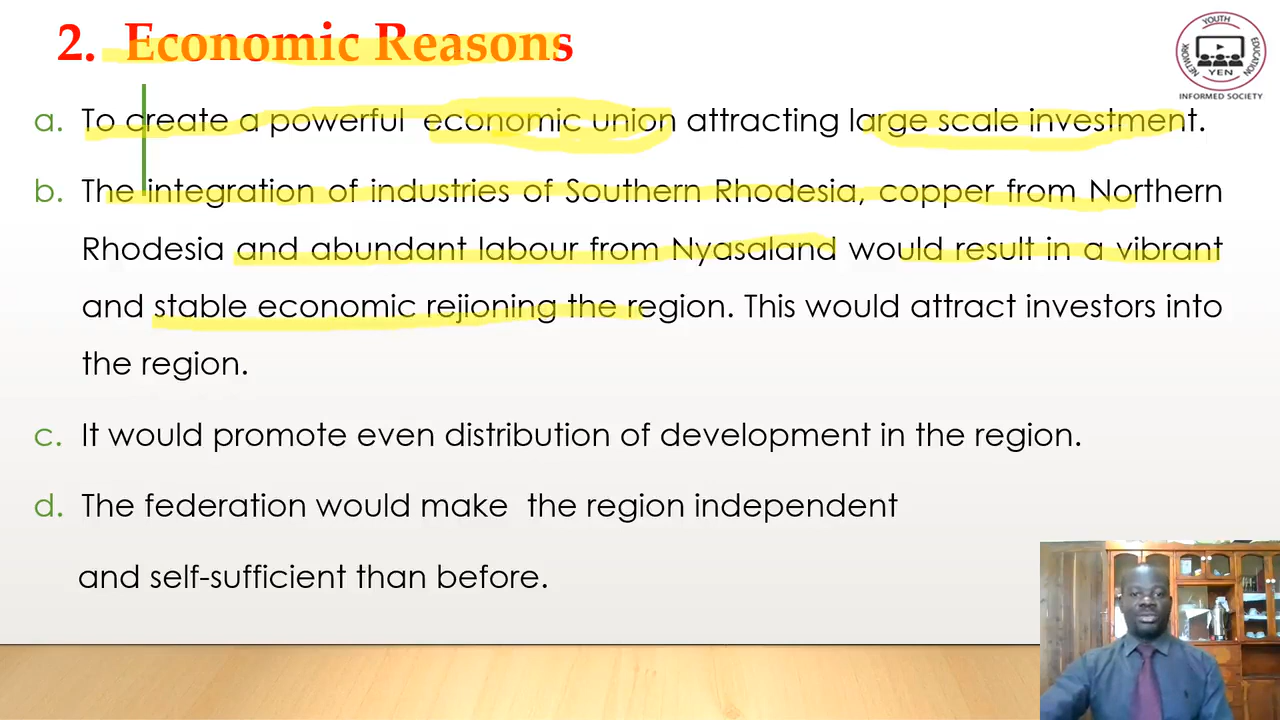 2. Economic Reasons
YOUTH
EDUCATION
NETWORK
YEN
INFORMED SOCIETY
a. To create a powerful economic union attracting large scale investment.
b. The integration of industries of Southern Rhodesia, copper from Northern
Rhodesia and abundant labour from Nyasaland would result in a vibrant
and stable economic rejioning the region. This would attract investors into
the region.
c. It would promote even distribution of development in the region.
d. The federation would make the region independent
and self-sufficient than before.